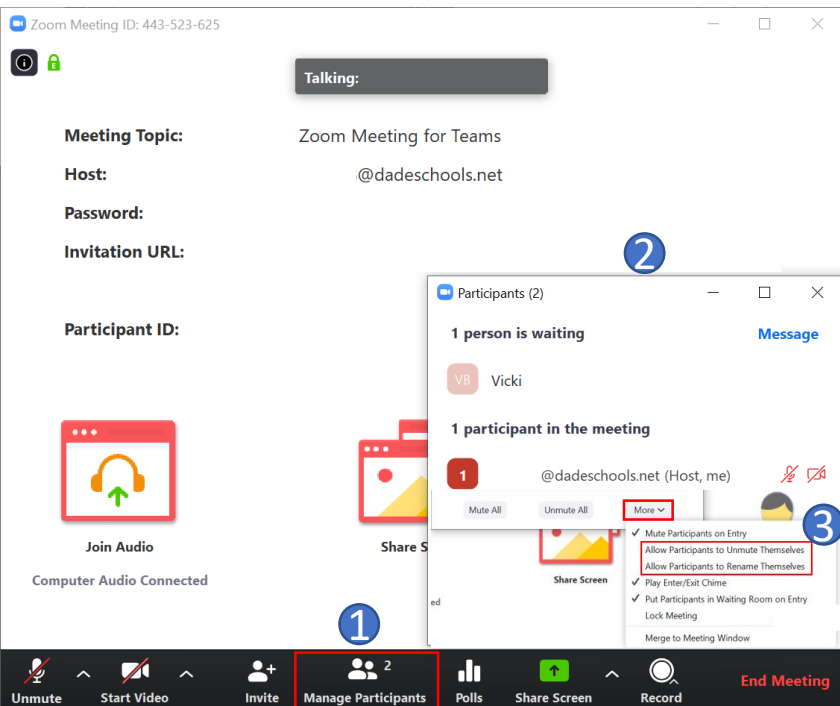 Zoom Meeting ID: 443-523-625
Talking:
Meeting Topic: Zoom Meeting for Teams
Host: @dadeschools.net
Password:
Invitation URL:
Participant ID:
2
Participants (2)
1 person is waiting Message
VB Vicki
1 participant in the meeting
1 @dadeschools.net (Host, me)
Mute All Unmute All More
3
Mute Participants on Entry
Allow Participants to Unmute Themselves
Allow Participants to Rename Themselves
Play Enter/Exit Chime
Put Participants in Waiting Room on Entry
Lock Meeting
Merge to Meeting Window
Share Screen
ed
Join Audio
Share S
Computer Audio Connected
1
2
Unmute Start Video Invite Manage Participants Polls Share Screen Record End Meeting